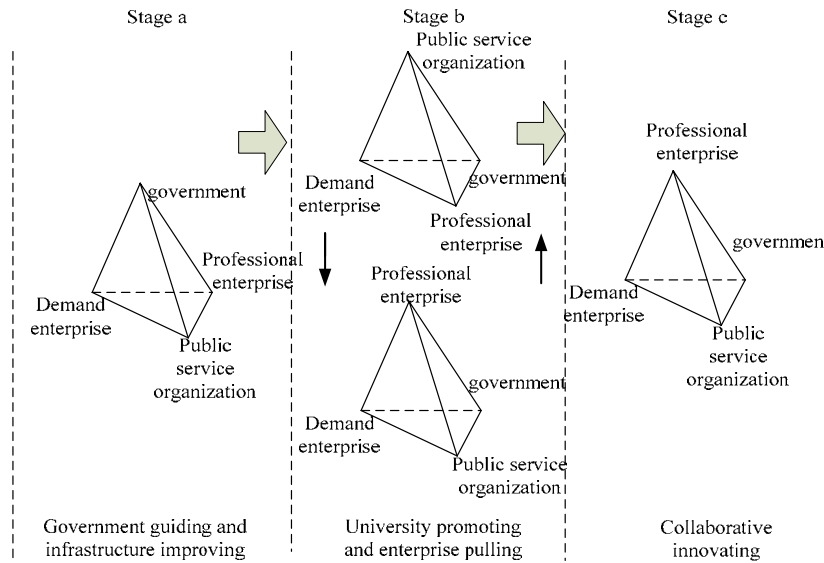 Stage a
government
Professional
enterprise
Demand
enterprise
Public
service
organization
Government guiding and
infrastructure improving
Stage b
Public service
organization
Demand
enterprise
government
Professional
enterprise
Professional
enterprise
government
Demand
enterprise
Public service
organization
University promoting
and enterprise pulling
Stage c
Professional
enterprise
governmen
Demand
enterprise
Public
service
organization
Collaborative
innovating